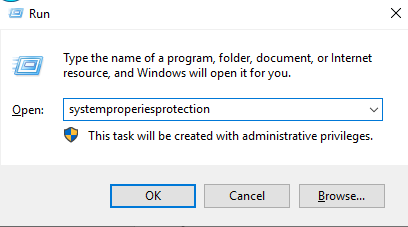 Run
Type the name of a program, folder, document, or Internet
resource, and Windows will open it for you.
Open: systemproperiesprotection
This task will be created with administrative privileges.
OK Cancel Browse...